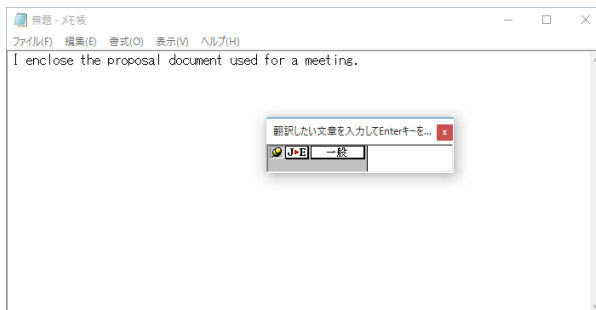 無題 - メモ帳
ファイル(F) 編集(E) 書式(O) 表示(V) ヘルプ(H)
I enclose the proposal document used for a meeting.
翻訳したい文章を入力してEnterキーを... x
J▸E 一般